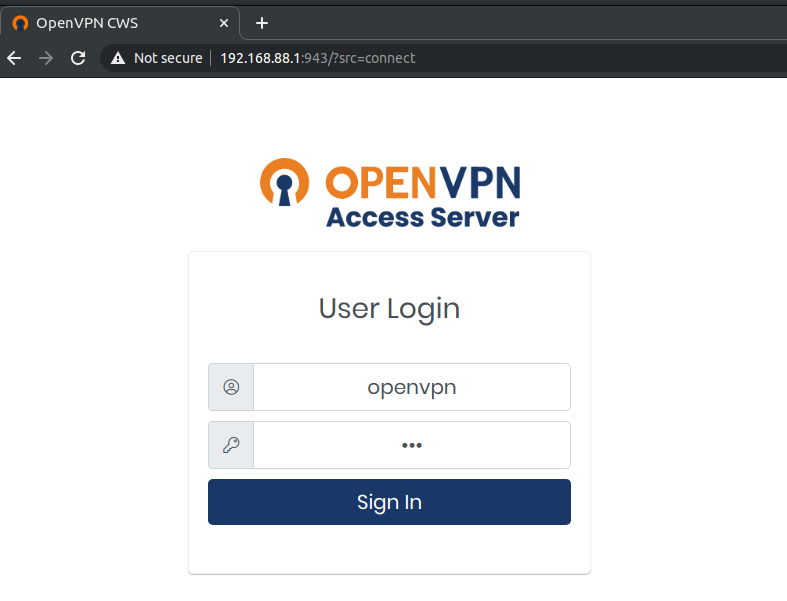 OpenVPN CWS
Not secure 192.168.88.1:943/?src=connect
OPENVPN
Access Server
User Login
openvpn
•••
Sign In